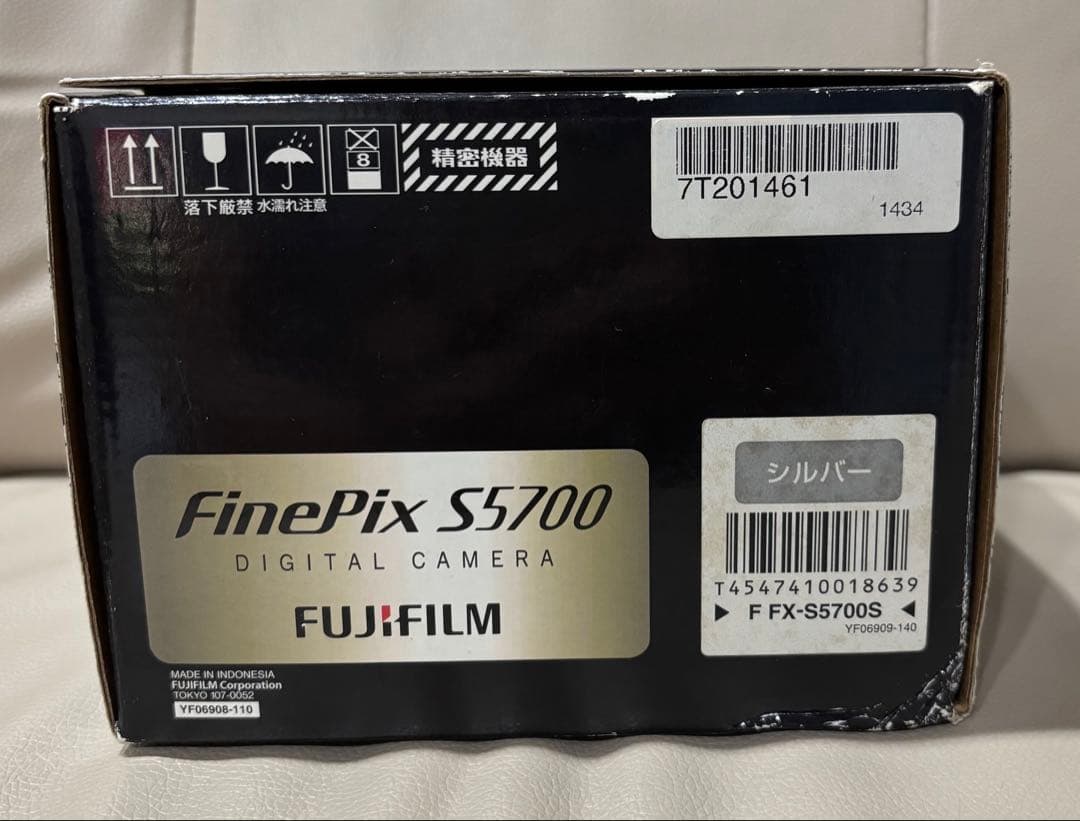 8
精密機器
落下厳禁 水濡れ注意
7T201461
1434
シルバー
T4547410018639
▶ F FX-S5700S ◀
YF06909-140
FinePix S5700
DIGITAL CAMERA
FUJIFILM
MADE IN INDONESIA
FUJIFILM Corporation
TOKYO 107-0052
YF06908-110